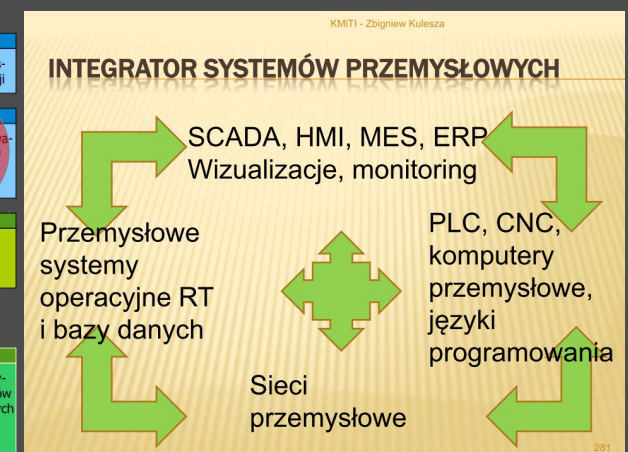 KMiTI - Zbigniew Kulesza
INTEGRATOR SYSTEMÓW PRZEMYSŁOWYCH
SCADA, HMI, MES, ERP
Wizualizacje, monitoring
Przemysłowe
systemy
operacyjne RT
i bazy danych
PLC, CNC,
komputery
przemysłowe,
języki
programowania
Sieci
przemysłowe
281